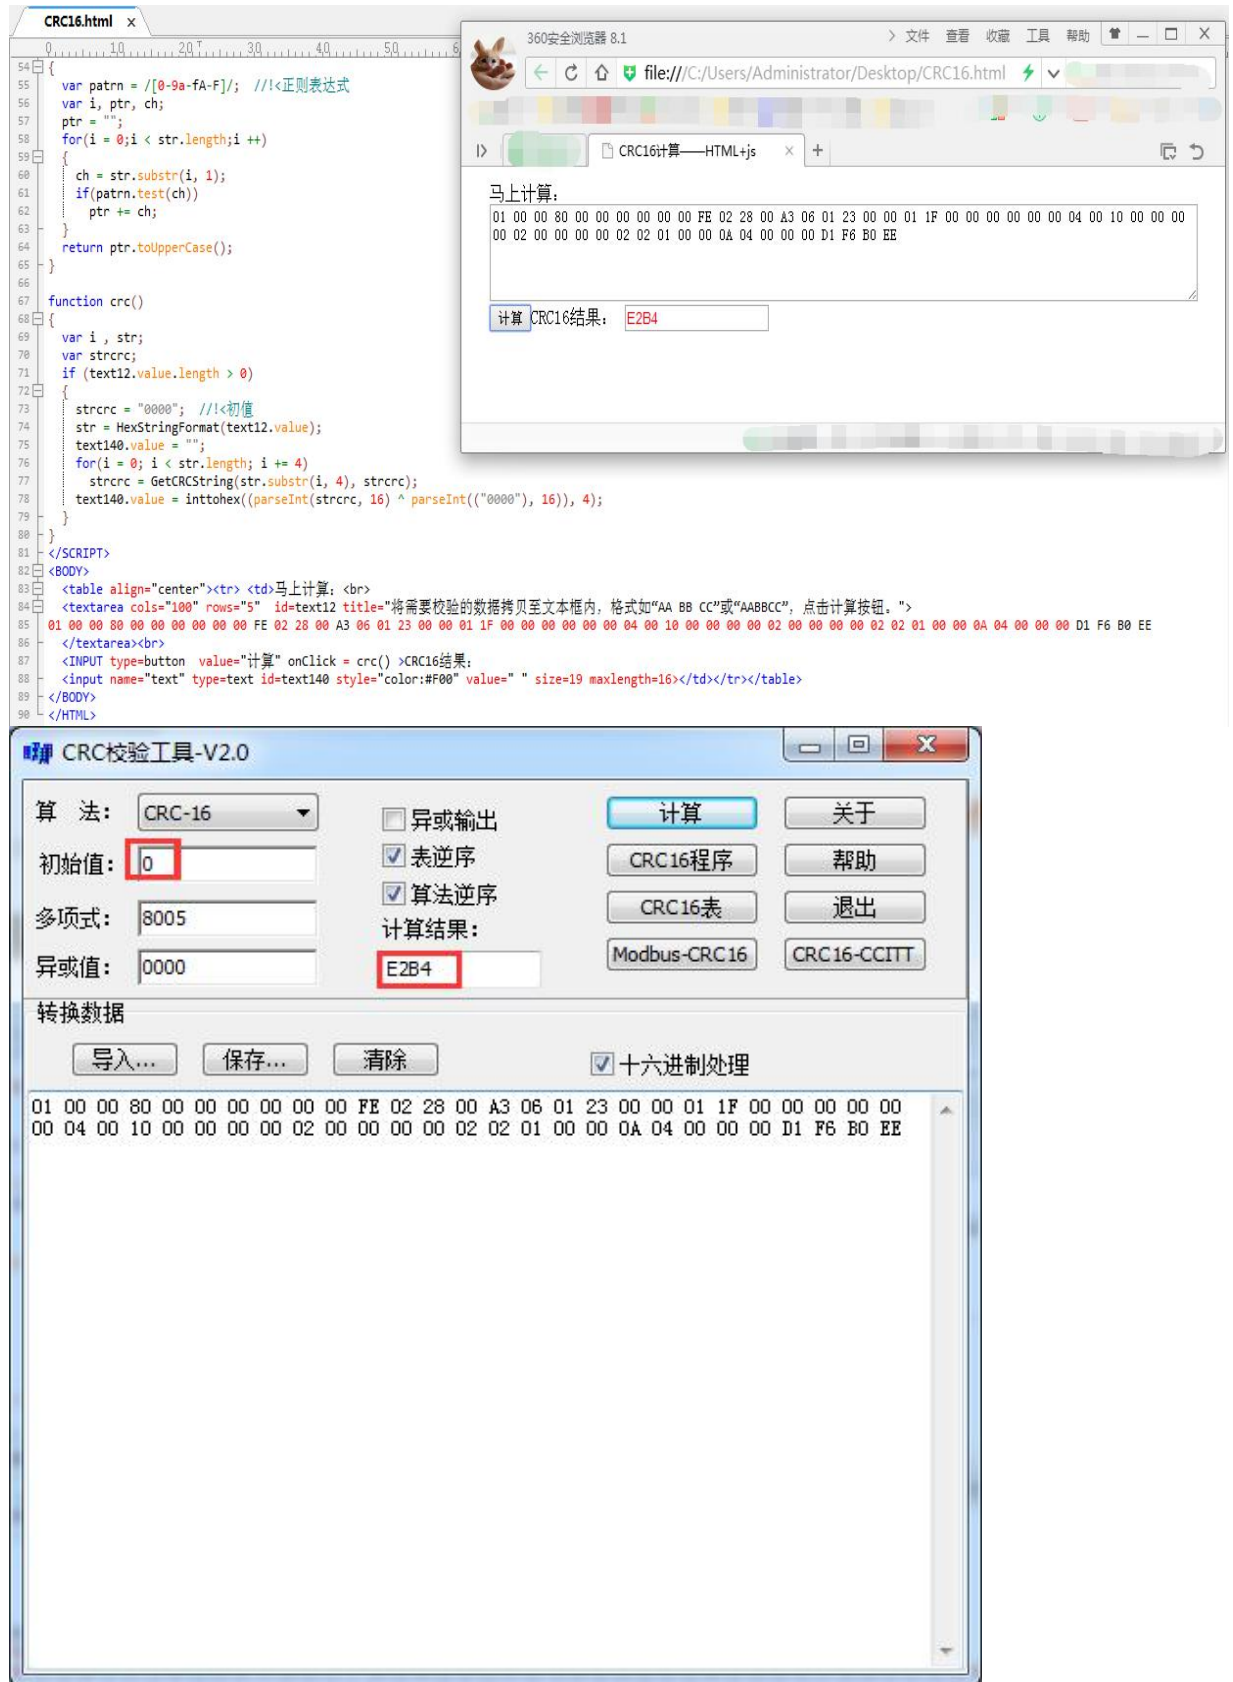 CRC16.html x
0 10 20 30 40 50 6
54 {
55 var patrn = /[0-9a-fA-F]/; //!<正则表达式
56 var i, ptr, ch;
57 ptr = "";
58 for(i = 0;i < str.length;i ++)
59 {
60 ch = str.substr(i, 1);
61 if(patrn.test(ch))
62 ptr += ch;
63 }
64 return ptr.toUpperCase();
65 }
66
67 function crc()
68 {
69 var i , str;
70 var strcrc;
71 if (text12.value.length > 0)
72 {
73 strcrc = "0000"; //!<初值
74 str = HexStringFormat(text12.value);
75 text140.value = "";
76 for(i = 0; i < str.length; i += 4)
77 strcrc = GetCRCString(str.substr(i, 4), strcrc);
78 text140.value = inttohex((parseInt(strcrc, 16) ^ parseInt(("0000"), 16)), 4);
79 }
80 }
81 </SCRIPT>
82 <BODY>
83 <table align="center"><tr> <td>马上计算: <br>
84 <textarea cols="100" rows="5" id=text12 title="将需要校验的数据拷贝至文本框内, 格式如“AA BB CC”或“AABBCC”, 点击计算按钮。">
85 01 00 00 80 00 00 00 00 00 00 FE 02 28 00 A3 06 01 23 00 00 01 1F 00 00 00 00 00 00 04 00 10 00 00 00 00 02 00 00 00 00 02 02 01 00 00 0A 04 00 00 00 D1 F6 B0 EE
86 </textarea><br>
87 <INPUT type=button value="计算" onClick = crc() >CRC16结果:
88 <input name="text" type=text id=text140 style="color:#F00" value=" " size=19 maxlength=16></td></tr></table>
89 </BODY>
90 </HTML>
360安全浏览器 8.1 > 文件 查看 收藏 工具 帮助
file:///C:/Users/Administrator/Desktop/CRC16.html
CRC16计算——HTML+js × +
马上计算:
01 00 00 80 00 00 00 00 00 00 FE 02 28 00 A3 06 01 23 00 00 01 1F 00 00 00 00 00 00 04 00 10 00 00 00
00 02 00 00 00 00 02 02 01 00 00 0A 04 00 00 00 D1 F6 B0 EE
计算 CRC16结果: E2B4
CRC校验工具-V2.0
算 法: CRC-16 异或输出 计算 关于
初始值: 0 表逆序 CRC16程序 帮助
算法逆序
多项式: 8005 计算结果: CRC16表 退出
异或值: 0000 E2B4 Modbus-CRC16 CRC16-CCITT
转换数据
导入... 保存... 清除 十六进制处理
01 00 00 80 00 00 00 00 00 00 FE 02 28 00 A3 06 01 23 00 00 01 1F 00 00 00 00 00
00 04 00 10 00 00 00 00 02 00 00 00 00 02 02 01 00 00 0A 04 00 00 00 D1 F6 B0 EE